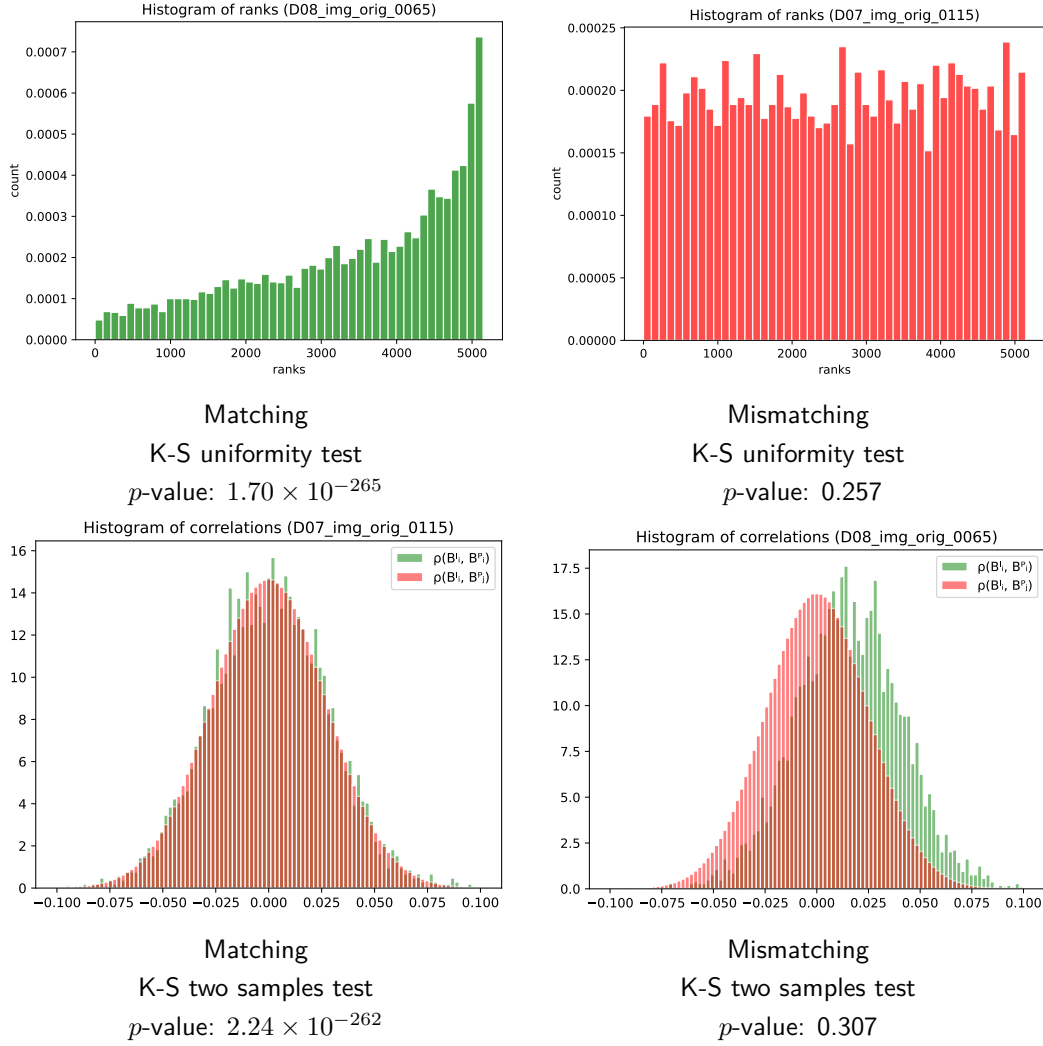 Histogram of ranks (D08_img_orig_0065)
count
0.0007
0.0006
0.0005
0.0004
0.0003
0.0002
0.0001
0.0000
0 1000 2000 3000 4000 5000
ranks
Matching
K-S uniformity test
p-value: 1.70 × 10⁻²⁶⁵
Histogram of ranks (D07_img_orig_0115)
count
0.00025
0.00020
0.00015
0.00010
0.00005
0.00000
0 1000 2000 3000 4000 5000
ranks
Mismatching
K-S uniformity test
p-value: 0.257
Histogram of correlations (D07_img_orig_0115)
ρ(Bᴵᵢ, Bᴾᵢ)
ρ(Bᴵᵢ, Bᴾⱼ)
16
14
12
10
8
6
4
2
0
−0.100 −0.075 −0.050 −0.025 0.000 0.025 0.050 0.075 0.100
Matching
K-S two samples test
p-value: 2.24 × 10⁻²⁶²
Histogram of correlations (D08_img_orig_0065)
ρ(Bᴵᵢ, Bᴾᵢ)
ρ(Bᴵᵢ, Bᴾⱼ)
17.5
15.0
12.5
10.0
7.5
5.0
2.5
0.0
−0.100 −0.075 −0.050 −0.025 0.000 0.025 0.050 0.075 0.100
Mismatching
K-S two samples test
p-value: 0.307